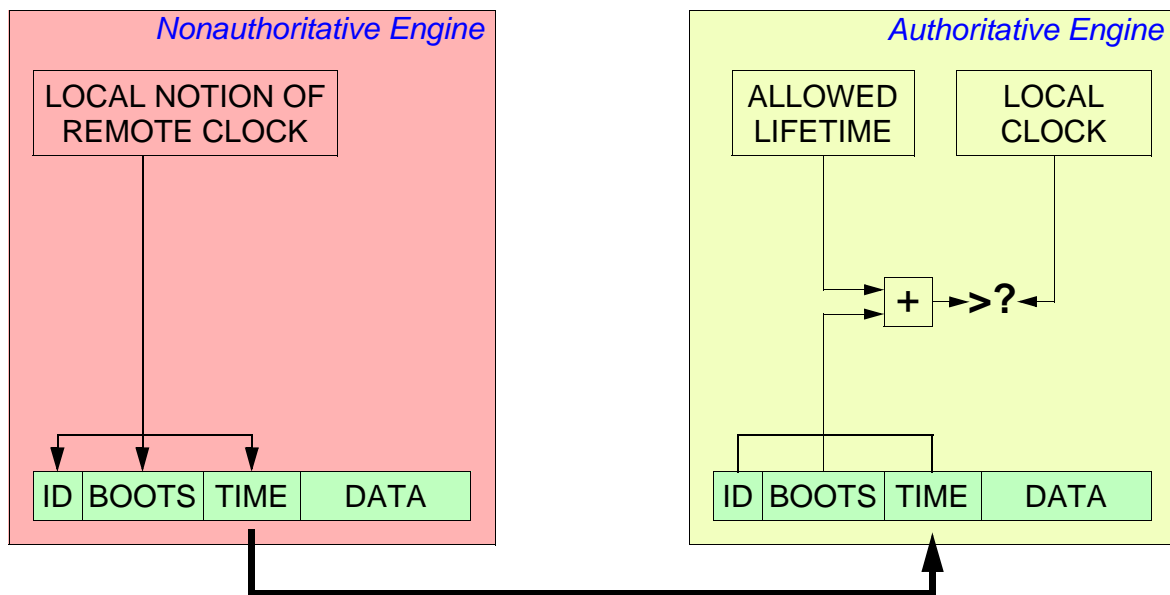 Nonauthoritative Engine
LOCAL NOTION OF
REMOTE CLOCK
ID BOOTS TIME DATA
Authoritative Engine
ALLOWED
LIFETIME
LOCAL
CLOCK
+ >?
ID BOOTS TIME DATA